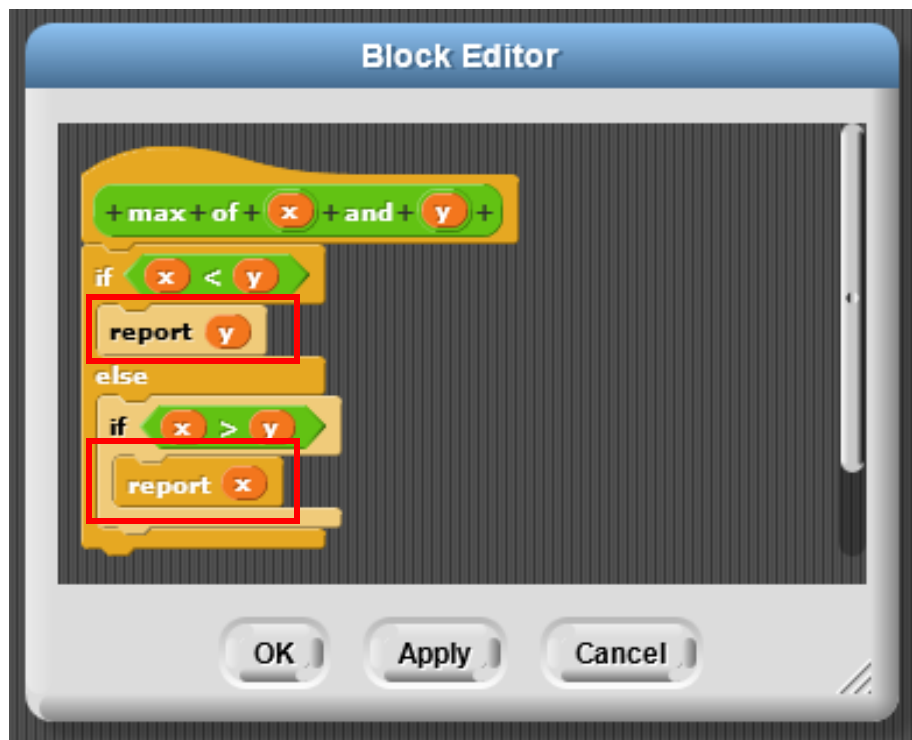 Block Editor
+ max + of + x + and + y +
if x < y
report y
else
if x > y
report x
OK Apply Cancel